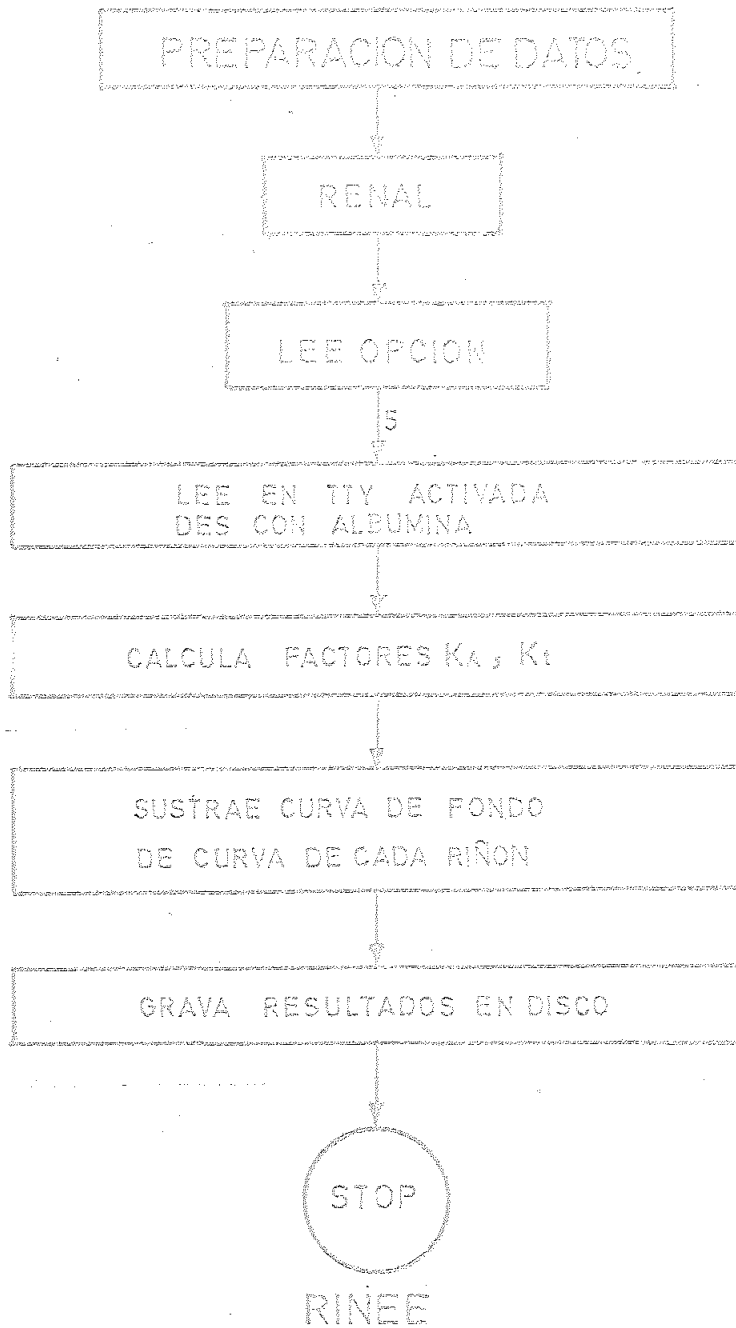 PREPARACION DE DATOS
RENAL
LEE OPCION
5
LEE EN TTY ACTIVADA
DES CON ALBUMINA
CALCULA FACTORES KA, Kt
SUSTRAE CURVA DE FONDO
DE CURVA DE CADA RIÑON
GRAVA RESULTADOS EN DISCO
STOP
RINEE